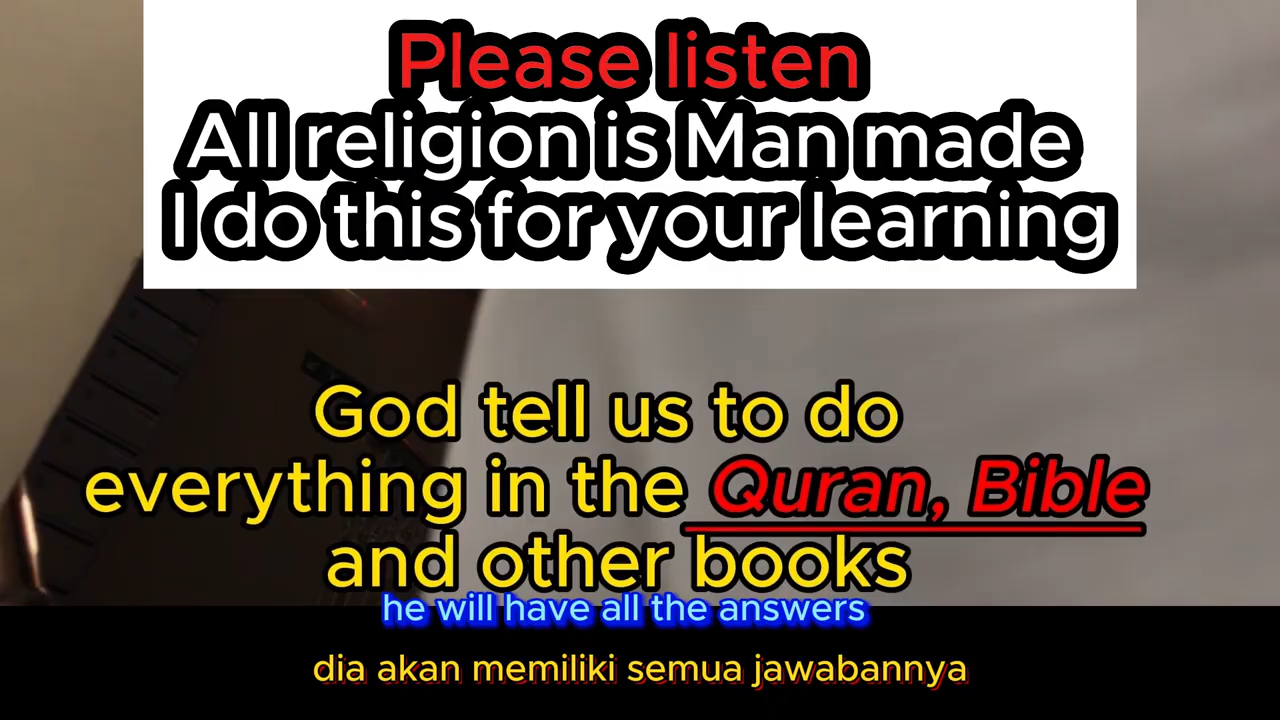 Please listen
All religion is Man made
I do this for your learning
God tell us to do
everything in the Quran, Bible
and other books
he will have all the answers
dia akan memiliki semua jawabannya